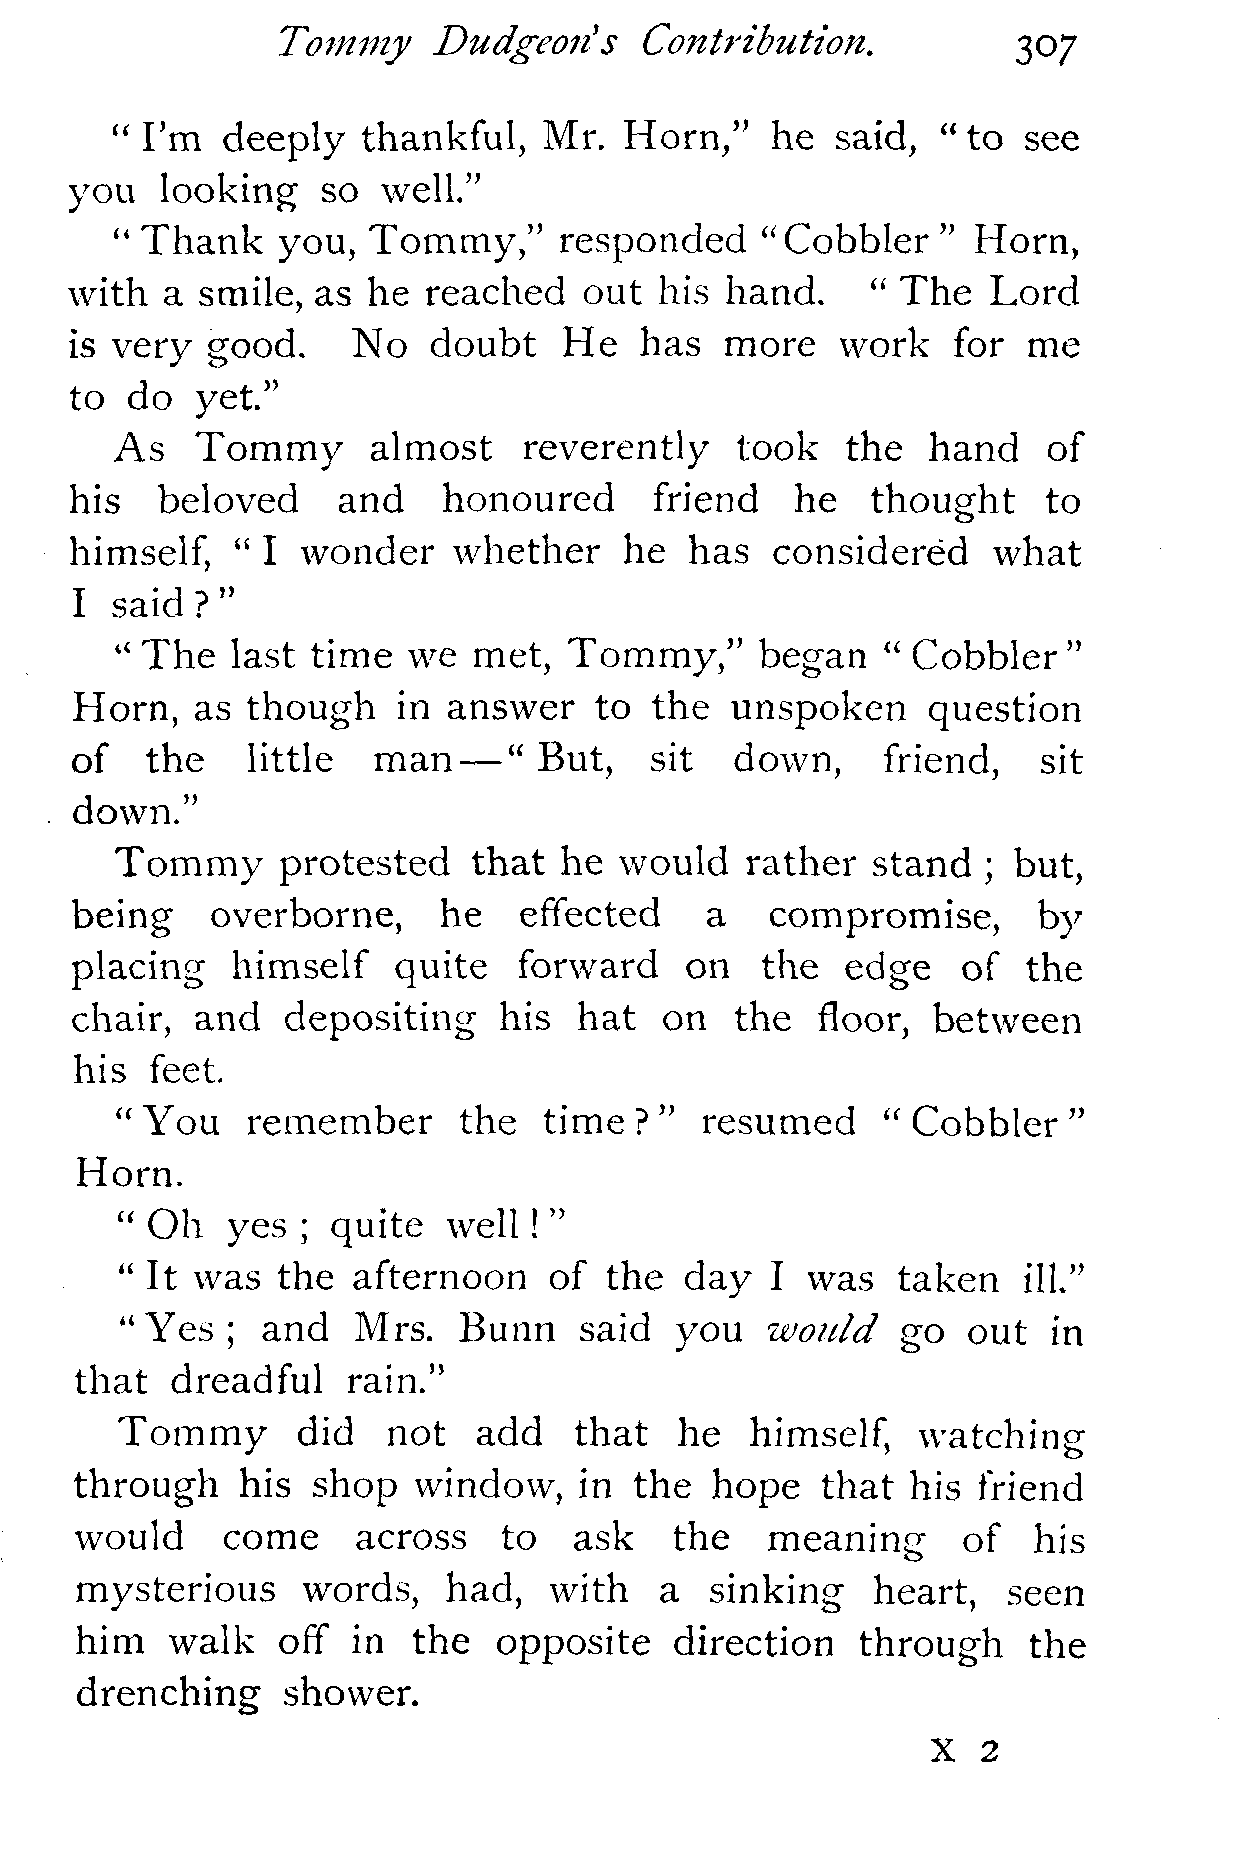 Tommy Dudgeon's Contribution. 307
" I'm deeply thankful, Mr. Horn," he said, " to see
you looking so well."
" Thank you, Tommy," responded " Cobbler " Horn,
with a smile, as he reached out his hand. " The Lord
is very good. No doubt He has more work for me
to do yet."
As Tommy almost reverently took the hand of
his beloved and honoured friend he thought to
himself, " I wonder whether he has considered what
I said ? "
" The last time we met, Tommy," began " Cobbler "
Horn, as though in answer to the unspoken question
of the little man—" But, sit down, friend, sit
down."
Tommy protested that he would rather stand ; but,
being overborne, he effected a compromise, by
placing himself quite forward on the edge of the
chair, and depositing his hat on the floor, between
his feet.
" You remember the time ? " resumed " Cobbler "
Horn.
" Oh yes ; quite well ! "
" It was the afternoon of the day I was taken ill."
" Yes ; and Mrs. Bunn said you would go out in
that dreadful rain."
Tommy did not add that he himself, watching
through his shop window, in the hope that his friend
would come across to ask the meaning of his
mysterious words, had, with a sinking heart, seen
him walk off in the opposite direction through the
drenching shower.
X 2